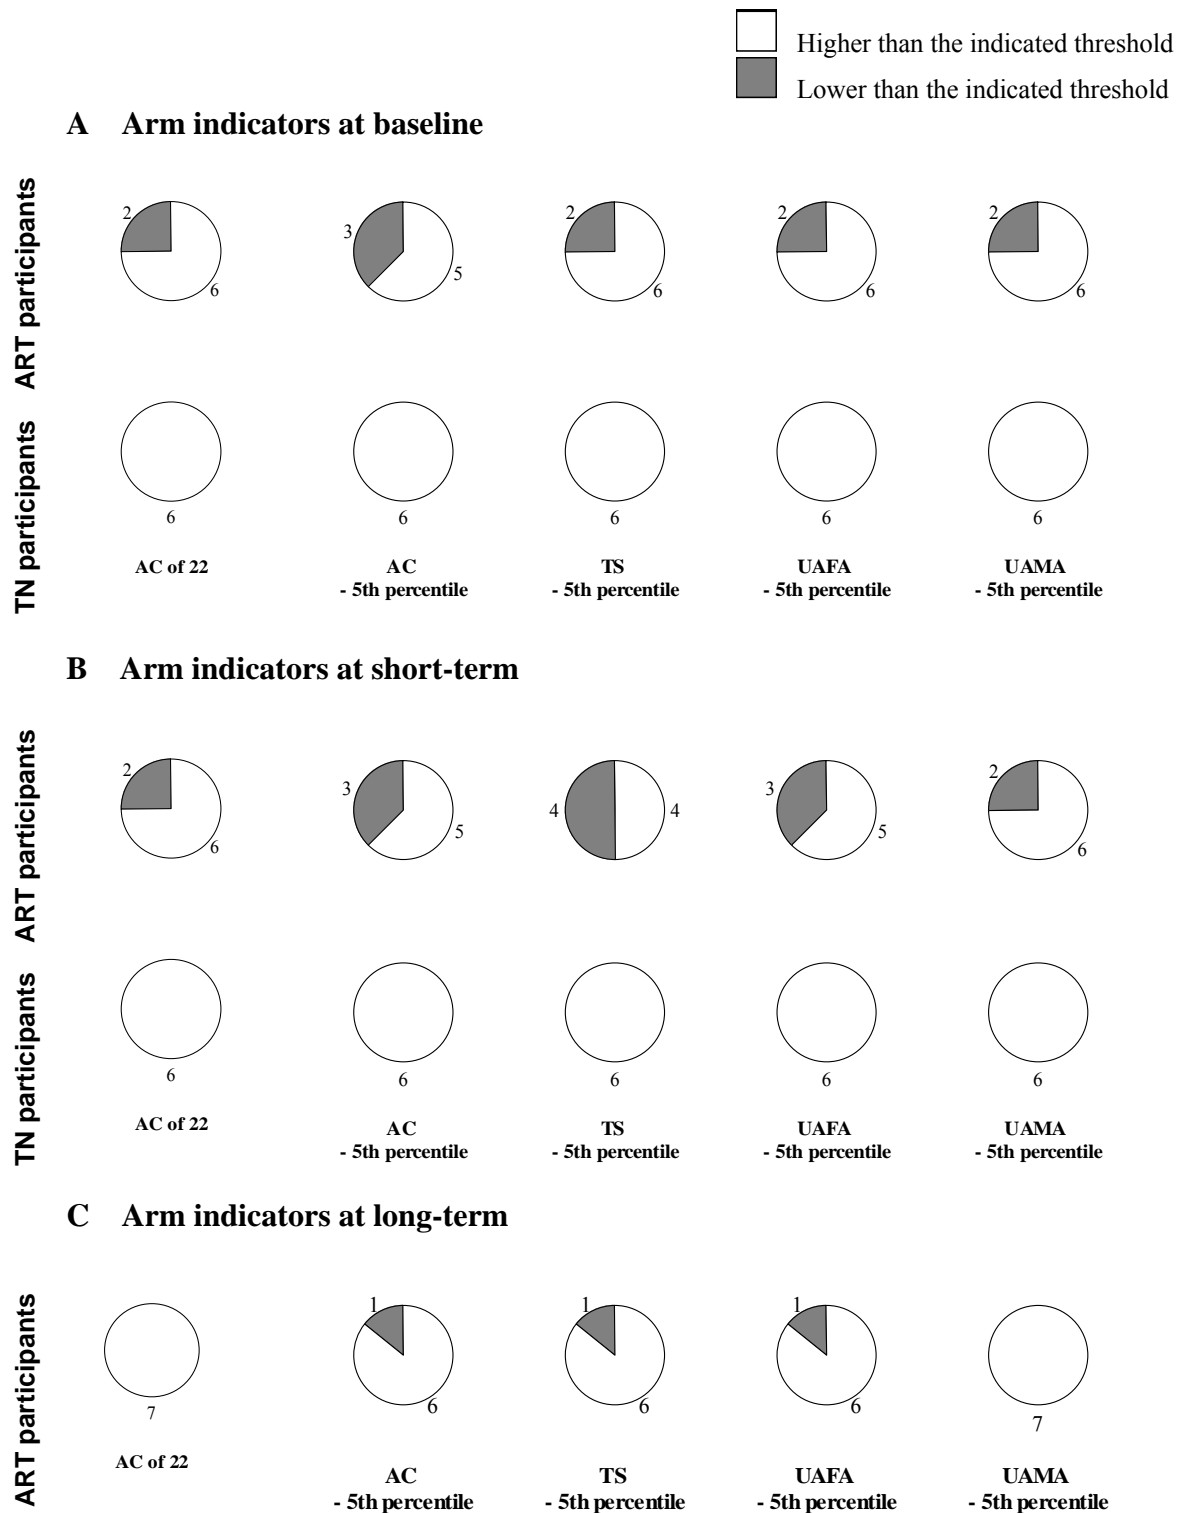 Higher than the indicated threshold
Lower than the indicated threshold
A Arm indicators at baseline
ART participants
2
6
3
5
2
6
2
6
2
6
TN participants
6
6
6
6
6
AC of 22
AC
- 5th percentile
TS
- 5th percentile
UAFA
- 5th percentile
UAMA
- 5th percentile
B Arm indicators at short-term
ART participants
2
6
3
5
4
4
3
5
2
6
TN participants
6
6
6
6
6
AC of 22
AC
- 5th percentile
TS
- 5th percentile
UAFA
- 5th percentile
UAMA
- 5th percentile
C Arm indicators at long-term
ART participants
7
1
6
1
6
1
6
7
AC of 22
AC
- 5th percentile
TS
- 5th percentile
UAFA
- 5th percentile
UAMA
- 5th percentile